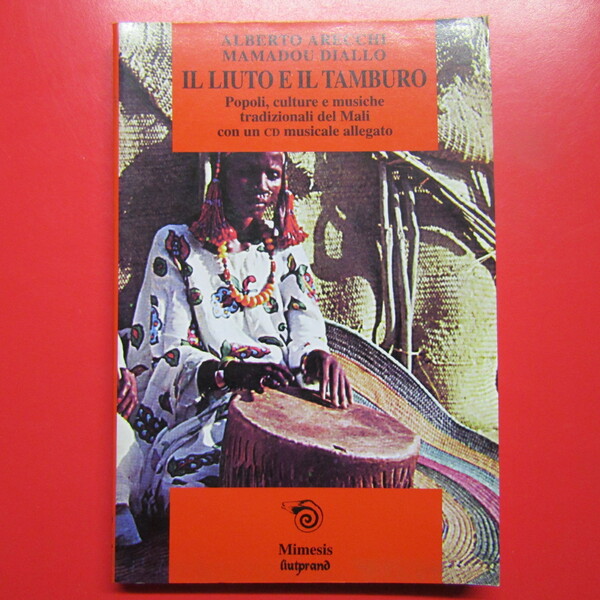 ALBERTO ARECCHI
MAMADOU DIALLO
IL LIUTO E IL TAMBURO
Popoli, culture e musiche
tradizionali del Mali
con un CD musicale allegato
Mimesis
liutprand